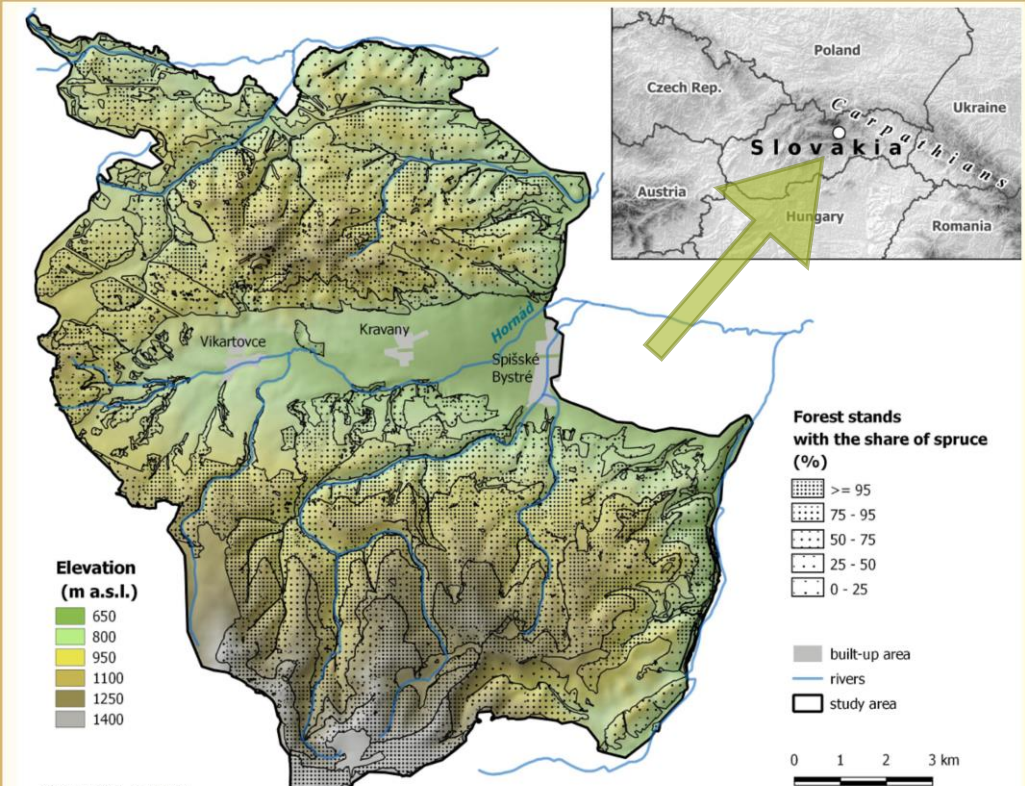 Poland
Czech Rep.
Ukraine
Carpathians
Slovakia
Austria
Hungary
Romania
Hornád
Kravany
Vikartovce
Spišské
Bystré
Forest stands
with the share of spruce
(%)
>= 95
75 - 95
50 - 75
25 - 50
0 - 25
Elevation
(m a.s.l.)
650
800
950
1100
1250
1400
built-up area
rivers
study area
0 1 2 3 km